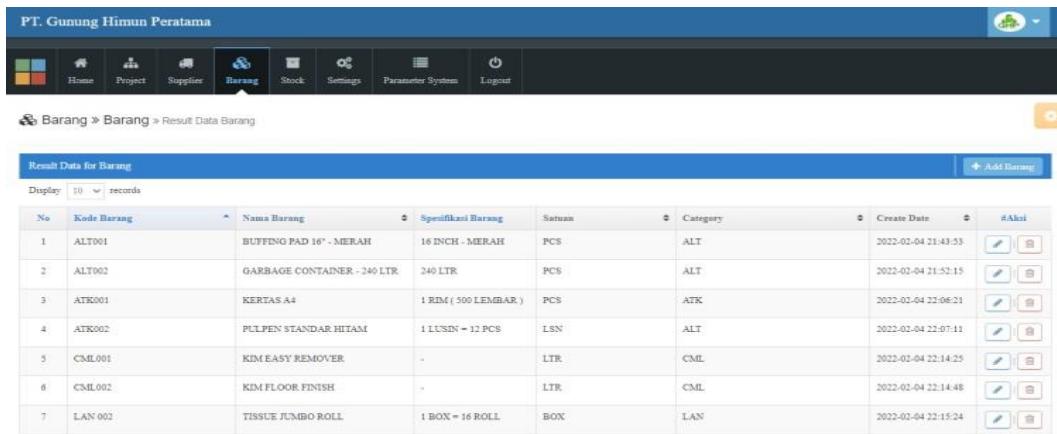 PT. Gunung Himun Peratama
Home Project Supplier Barang Stock Settings Parameter System Logout
Barang » Barang » Result Data Barang
Result Data for Barang + Add Barang
Display 10 records
No Kode Barang Nama Barang Spesifikasi Barang Satuan Category Create Date #Aksi
1 ALT001 BUFFING PAD 16" - MERAH 16 INCH - MERAH PCS ALT 2022-02-04 21:43:53
2 ALT002 GARBAGE CONTAINER - 240 LTR 240 LTR PCS ALT 2022-02-04 21:52:15
3 ATK001 KERTAS A4 1 RIM ( 500 LEMBAR ) PCS ATK 2022-02-04 22:06:21
4 ATK002 PULPEN STANDAR HITAM 1 LUSIN = 12 PCS LSN ALT 2022-02-04 22:07:11
5 CML001 KIM EASY REMOVER - LTR CML 2022-02-04 22:14:25
6 CML002 KIM FLOOR FINISH - LTR CML 2022-02-04 22:14:48
7 LAN 002 TISSUE JUMBO ROLL 1 BOX = 16 ROLL BOX LAN 2022-02-04 22:15:24